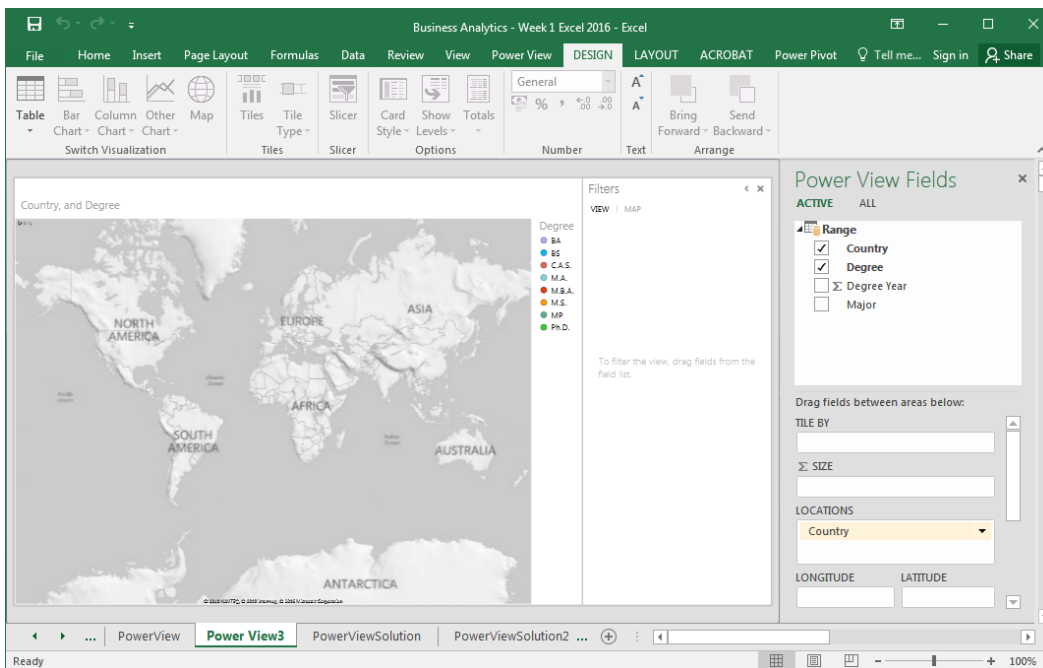 Business Analytics - Week 1 Excel 2016 - Excel
File Home Insert Page Layout Formulas Data Review View Power View DESIGN LAYOUT ACROBAT Power Pivot Tell me... Sign in Share
Table Bar Chart Column Chart Other Chart Map Tiles Tile Type Slicer Card Style Show Levels Totals General % Bring Forward Send Backward
Switch Visualization Tiles Slicer Options Number Text Arrange
Country, and Degree
Degree
BA
BS
C.A.S.
M.A.
M.B.A.
M.S.
MP
Ph.D.
NORTH
AMERICA
EUROPE
ASIA
AFRICA
SOUTH
AMERICA
AUSTRALIA
ANTARCTICA
Pacific
Ocean
Atlantic
Ocean
Indian
Ocean
Filters
VIEW MAP
To filter the view, drag fields from the
field list.
Power View Fields
ACTIVE ALL
Range
Country
Degree
Σ Degree Year
Major
Drag fields between areas below:
TILE BY
Σ SIZE
LOCATIONS
Country
LONGITUDE LATITUDE
... PowerView Power View3 PowerViewSolution PowerViewSolution2 ...
Ready 100%